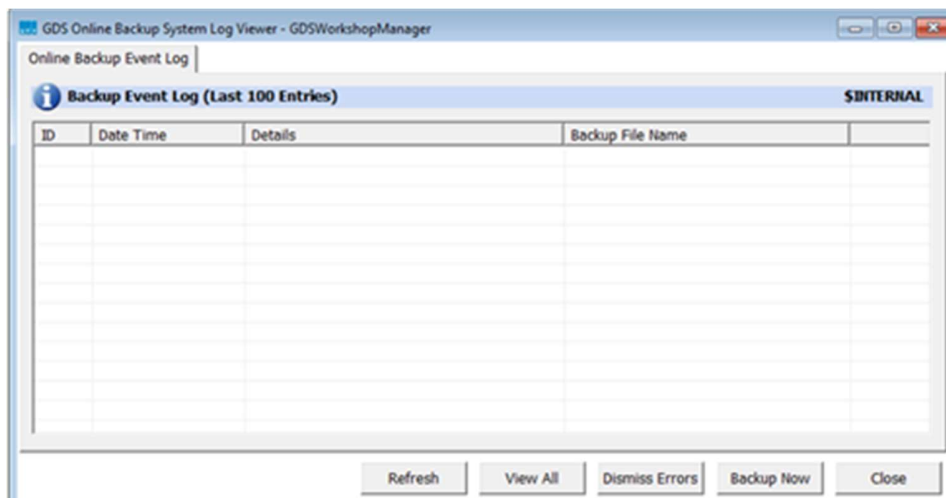 GDS Online Backup System Log Viewer - GDSWorkshopManager
Online Backup Event Log
Backup Event Log (Last 100 Entries) $INTERNAL
ID Date Time Details Backup File Name
Refresh View All Dismiss Errors Backup Now Close